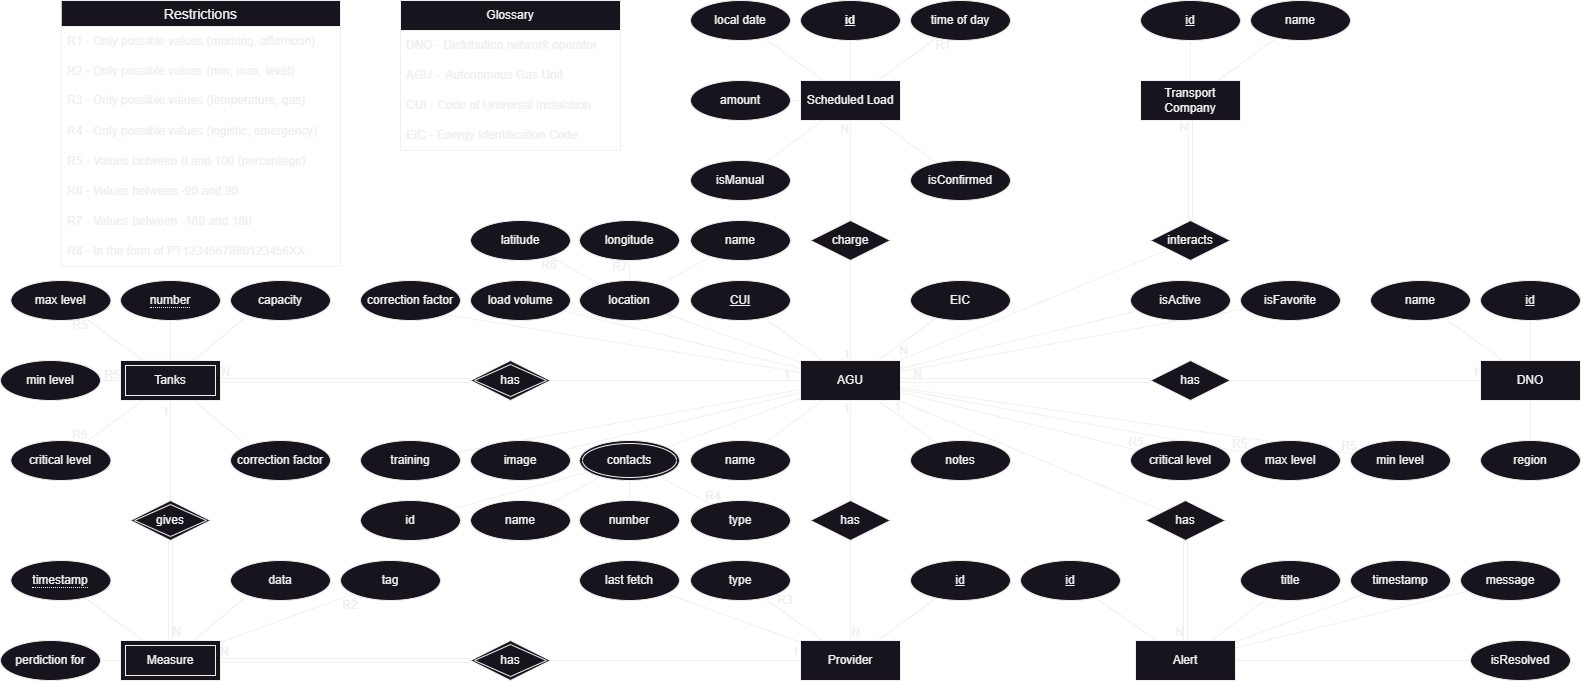 Restrictions
R1 - Only possible values (morning, afternoon)
R2 - Only possible values (min, max, level)
R3 - Only possible values (temperature, gas)
R4 - Only possible values (logistic, emergency)
R5 - Values between 0 and 100 (percentage)
R6 - Values between -90 and 90
R7 - Values between -180 and 180
R8 - In the form of PT1234567890123456XX
Glossary
DNO - Distribution network operator
AGU - Autonomous Gas Unit
CUI - Code of Universal Instalation
EIC - Energy Identification Code
local date
id
time of day
R1
id
name
amount
Scheduled Load
Transport
Company
N
N
isManual
isConfirmed
latitude
longitude
name
charge
interacts
R6
R7
max level
number
capacity
correction factor
load volume
location
CUI
EIC
isActive
isFavorite
name
id
R5
1
N
min level
R5
Tanks
N
has
1
AGU
N
has
1
DNO
1
1
1
R5
critical level
correction factor
training
image
contacts
name
notes
R5
critical level
R5
max level
R5
min level
region
R4
gives
id
name
number
type
has
has
timestamp
data
tag
last fetch
type
id
id
title
timestamp
message
R2
R3
N
N
N
perdiction for
Measure
N
has
1
Provider
Alert
isResolved